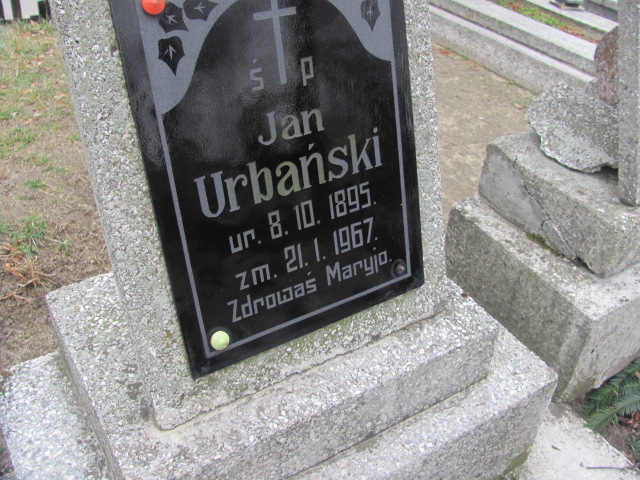 ś p
Jan
Urbański
ur. 8. 10. 1895.
zm. 21. 1. 1967.
Zdrowaś Maryjo.